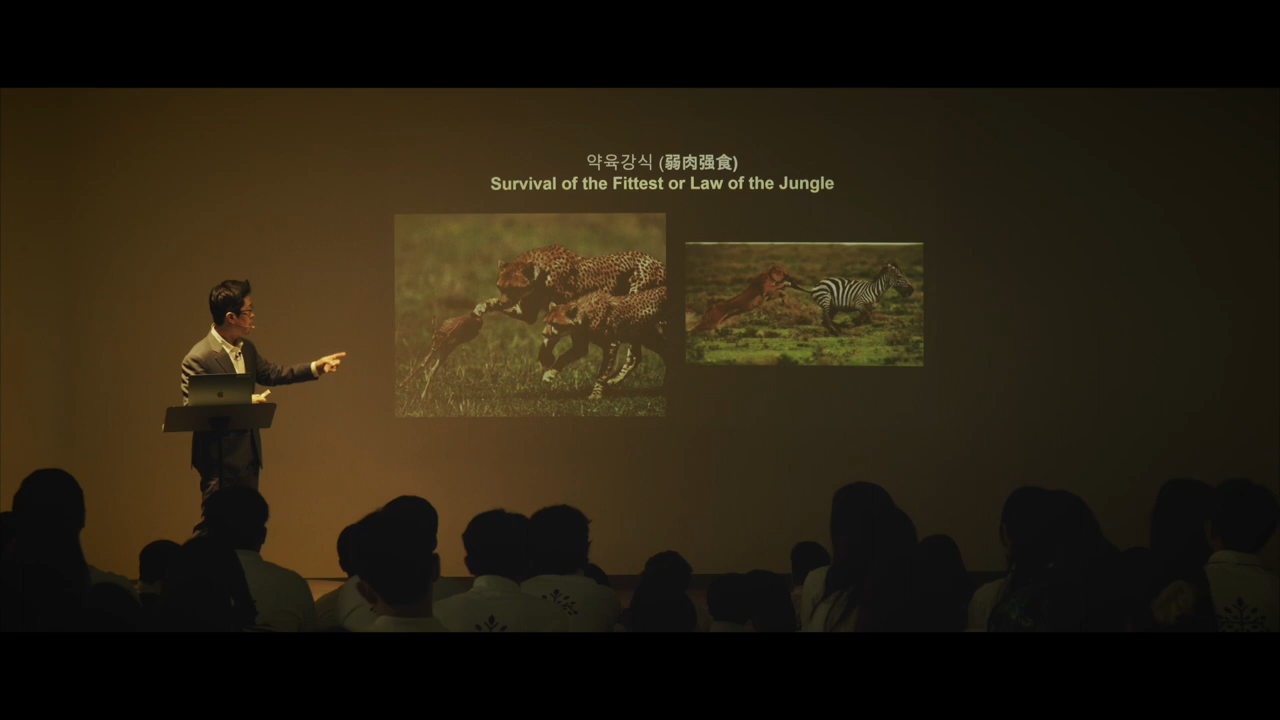 약육강식 (弱肉强食)
Survival of the Fittest or Law of the Jungle